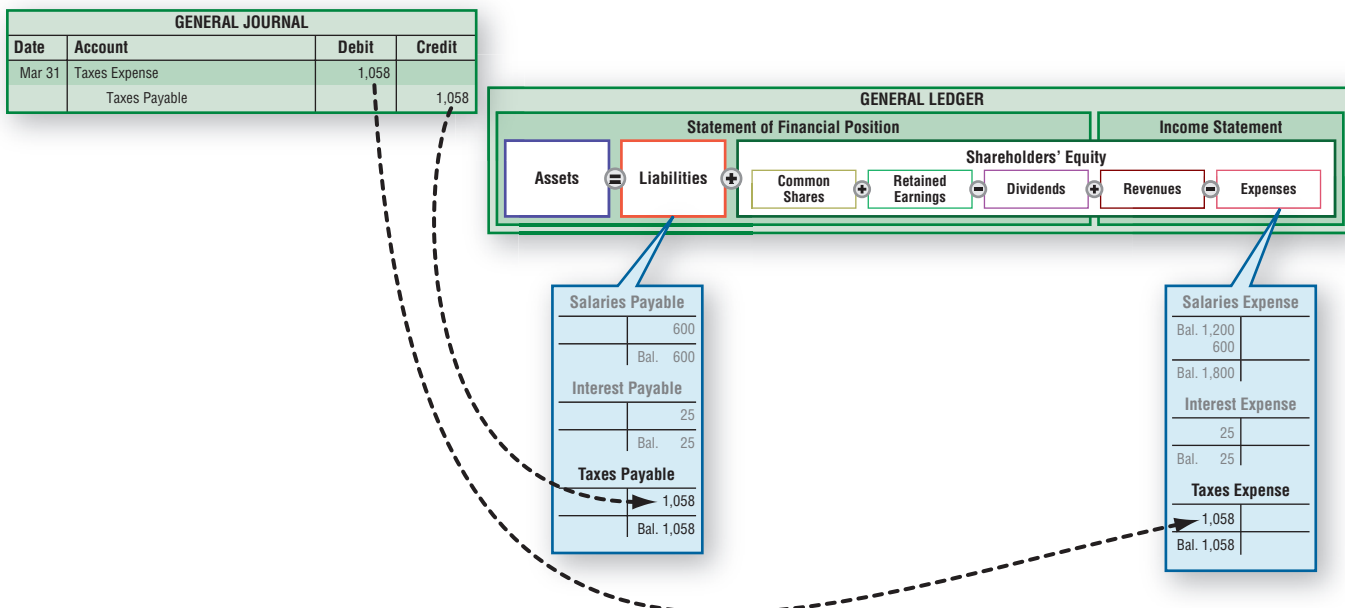 GENERAL JOURNAL
Date Account Debit Credit
Mar 31 Taxes Expense 1,058
Taxes Payable 1,058
GENERAL LEDGER
Statement of Financial Position Income Statement
Shareholders' Equity
Assets = Liabilities + Common Shares + Retained Earnings - Dividends + Revenues - Expenses
Salaries Payable
600
Bal. 600
Interest Payable
25
Bal. 25
Taxes Payable
1,058
Bal. 1,058
Salaries Expense
Bal. 1,200
600
Bal. 1,800
Interest Expense
25
Bal. 25
Taxes Expense
1,058
Bal. 1,058